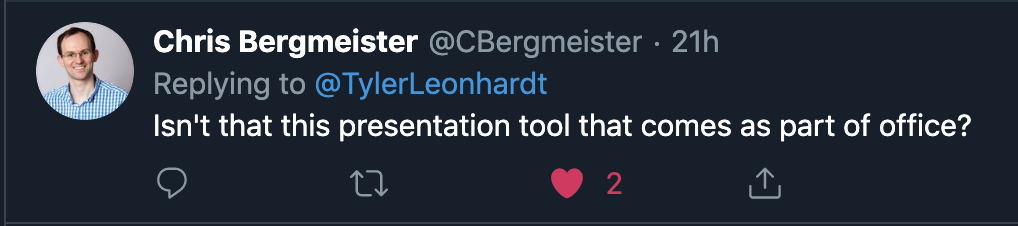 Chris Bergmeister @CBergmeister · 21h
Replying to @TylerLeonhardt
Isn't that this presentation tool that comes as part of office?
2